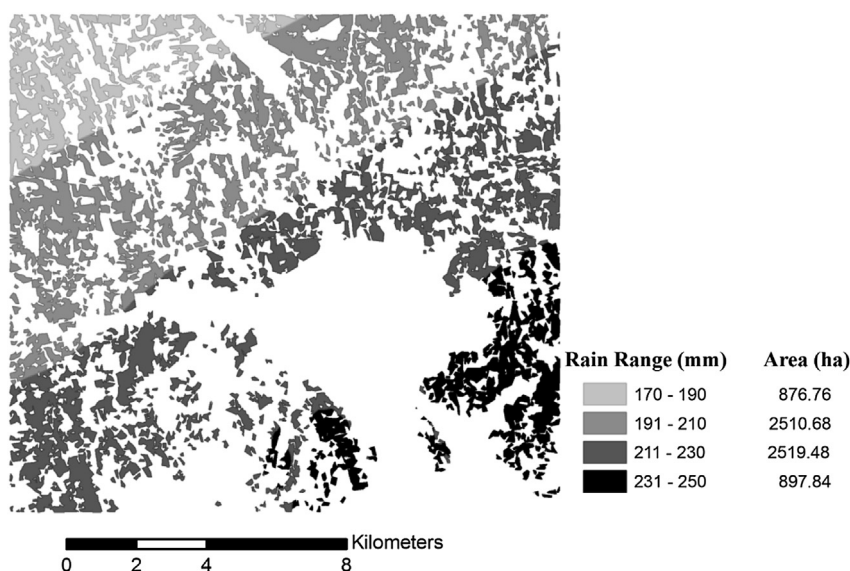 Rain Range (mm) Area (ha)
170 - 190 876.76
191 - 210 2510.68
211 - 230 2519.48
231 - 250 897.84
Kilometers
0 2 4 8